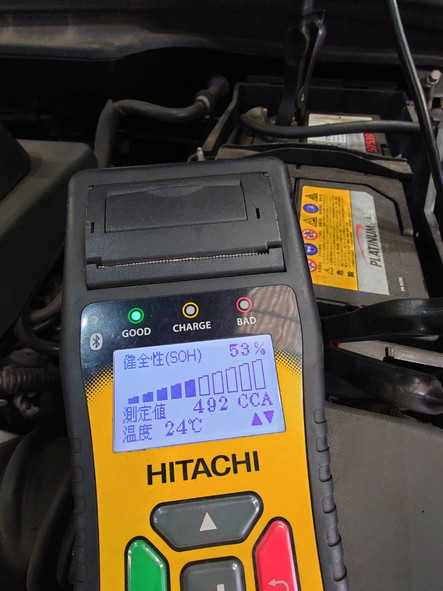 PLATINUM
GOOD
CHARGE
BAD
健全性(SOH) 53%
測定値 492 CCA
温度 24℃
HITACHI